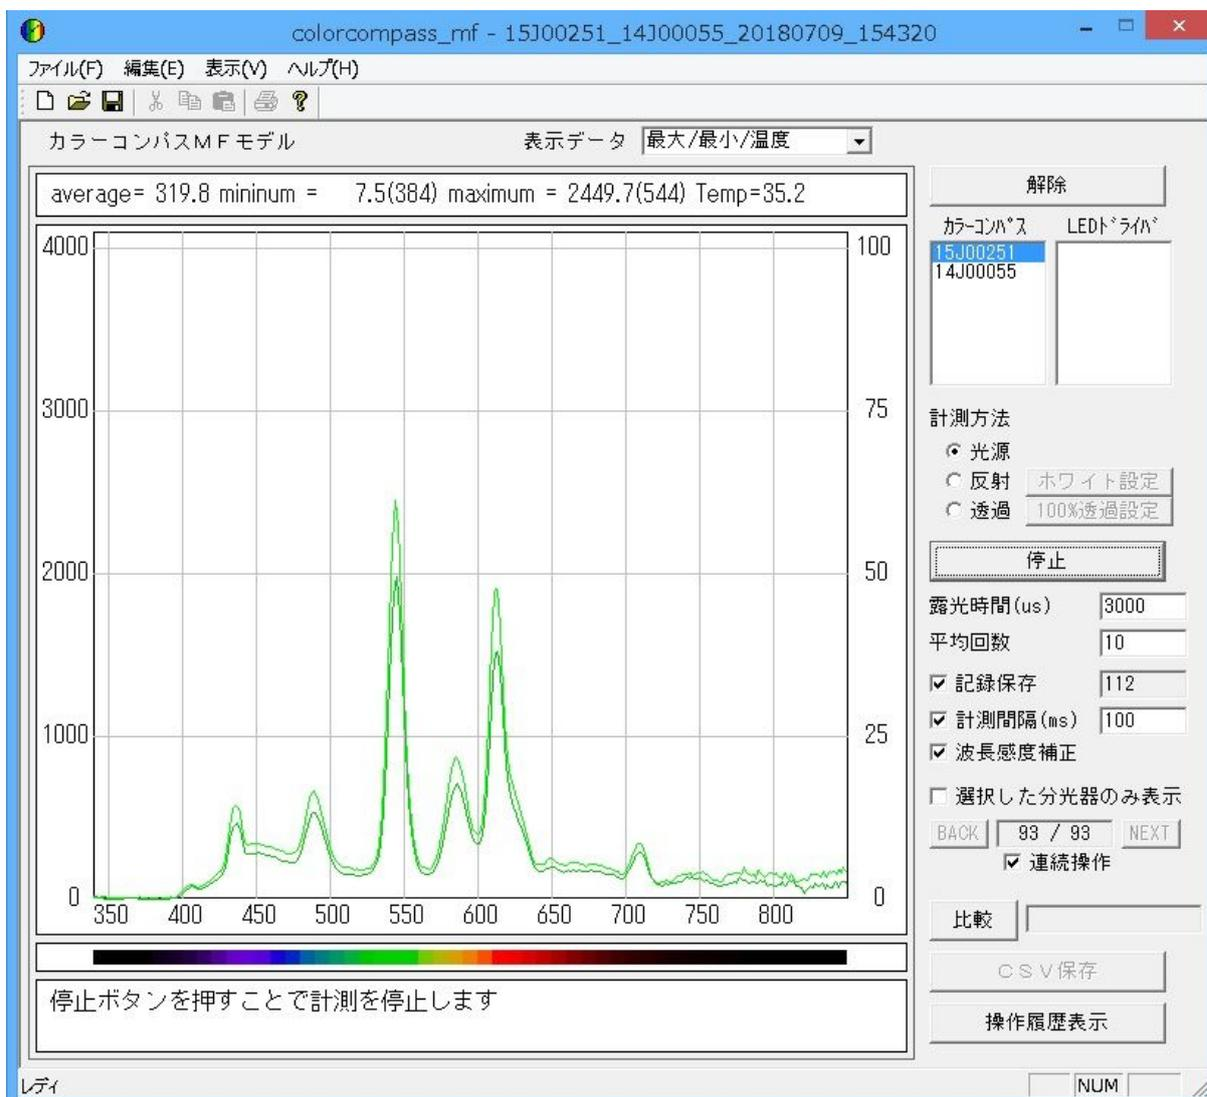 colorcompass_mf - 15J00251_14J00055_20180709_154320
ファイル(F) 編集(E) 表示(V) ヘルプ(H)
カラーコンパスＭＦモデル
表示データ 最大/最小/温度
average= 319.8 mininum = 7.5(384) maximum = 2449.7(544) Temp=35.2
4000
3000
2000
1000
0
100
75
50
25
0
350 400 450 500 550 600 650 700 750 800
停止ボタンを押すことで計測を停止します
解除
ｶﾗｰｺﾝﾊﾟｽ LEDﾄﾞﾗｲﾊﾞ
15J00251
14J00055
計測方法
光源
反射 ホワイト設定
透過 100%透過設定
停止
露光時間(us) 3000
平均回数 10
記録保存 112
計測間隔(ms) 100
波長感度補正
選択した分光器のみ表示
BACK 93 / 93 NEXT
連続操作
比較
ＣＳＶ保存
操作履歴表示
レディ
NUM